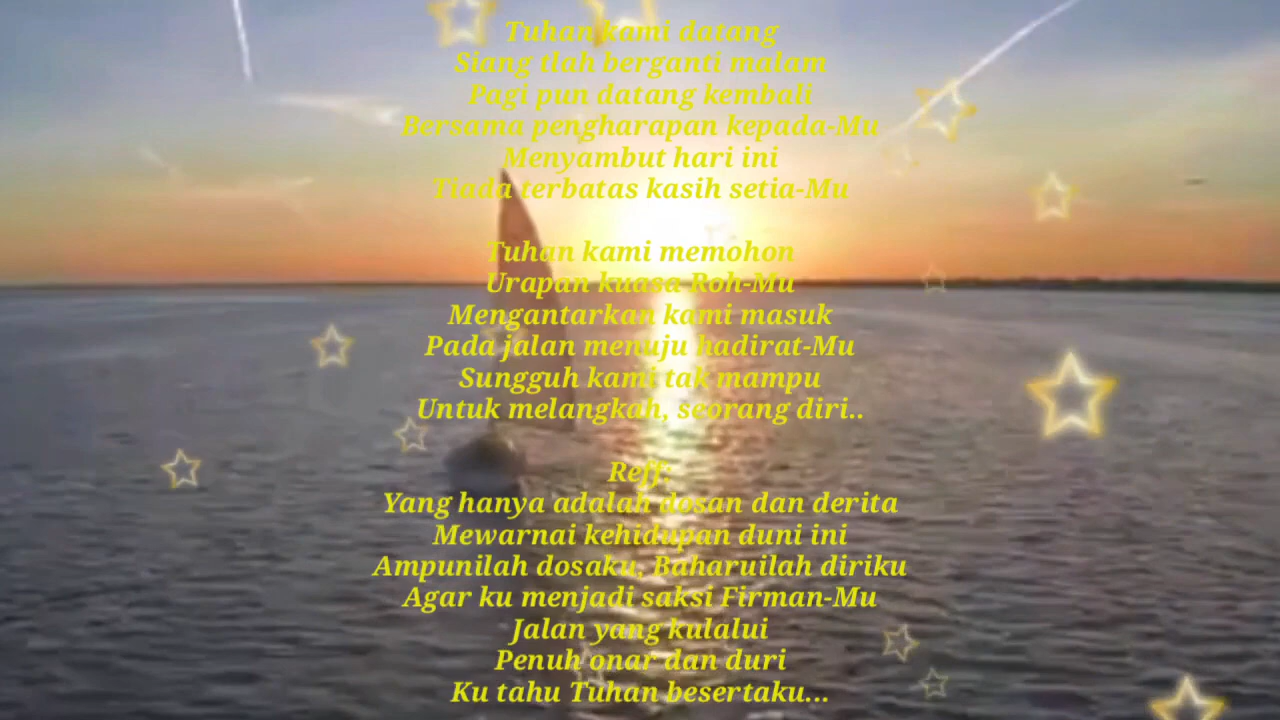 Tuhan kami datang
Siang tlah berganti malam
Pagi pun datang kembali
Bersama pengharapan kepada-Mu
Menyambut hari ini
Tiada terbatas kasih setia-Mu
Tuhan kami memohon
Urapan kuasa Roh-Mu
Mengantarkan kami masuk
Pada jalan menuju hadirat-Mu
Sungguh kami tak mampu
Untuk melangkah, seorang diri..
Reff:
Yang hanya adalah dosan dan derita
Mewarnai kehidupan duni ini
Ampunilah dosaku, Baharuilah diriku
Agar ku menjadi saksi Firman-Mu
Jalan yang kulalui
Penuh onar dan duri
Ku tahu Tuhan besertaku...